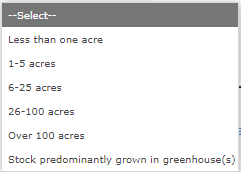 --Select--
Less than one acre
1-5 acres
6-25 acres
26-100 acres
Over 100 acres
Stock predominantly grown in greenhouse(s)